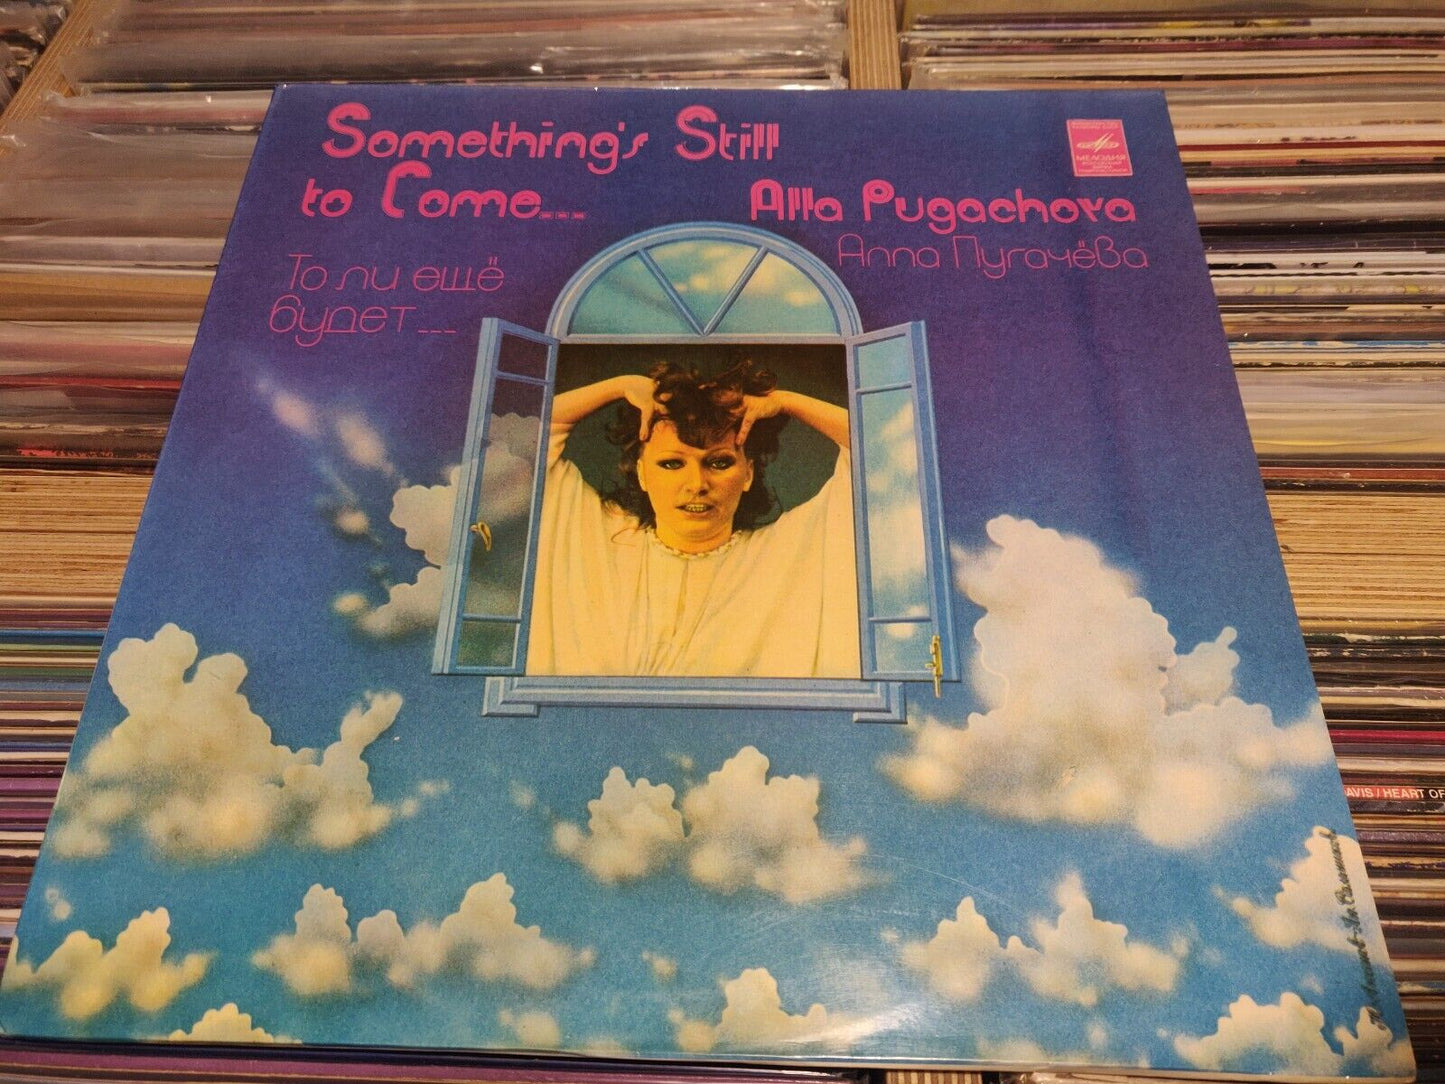 Something's Still
to Come...
Alla Pugachova
Алла Пугачёва
То ли ещё
будет...
МЕЛОДИЯ
AVIS / HEART OF